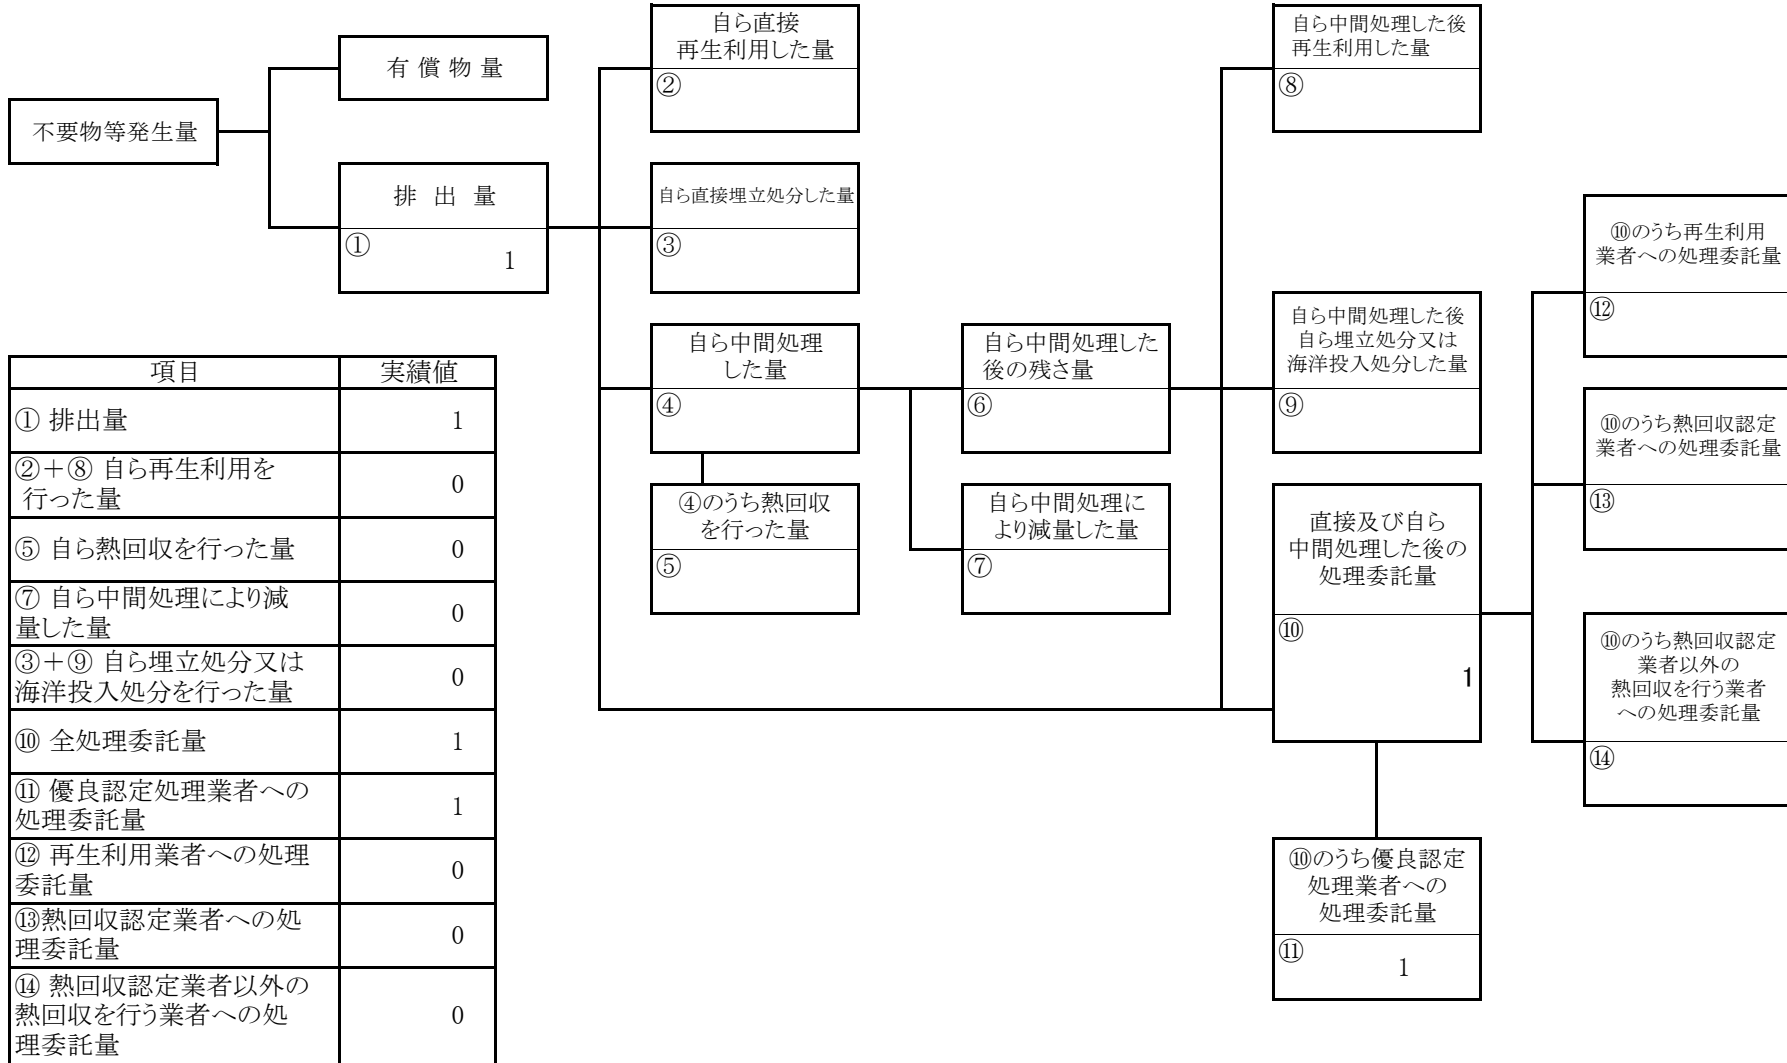 不要物等発生量
有 償 物 量
排 出 量
①
1
自ら直接
再生利用した量
②
自ら直接埋立処分した量
③
自ら中間処理
した量
④
④のうち熱回収
を行った量
⑤
自ら中間処理した
後の残さ量
⑥
自ら中間処理に
より減量した量
⑦
自ら中間処理した後
再生利用した量
⑧
自ら中間処理した後
自ら埋立処分又は
海洋投入処分した量
⑨
直接及び自ら
中間処理した後の
処理委託量
⑩
1
⑩のうち優良認定
処理業者への
処理委託量
⑪
1
⑩のうち再生利用
業者への処理委託量
⑫
⑩のうち熱回収認定
業者への処理委託量
⑬
⑩のうち熱回収認定
業者以外の
熱回収を行う業者
への処理委託量
⑭
項目 実績値
① 排出量 1
②＋⑧ 自ら再生利用を
行った量 0
⑤ 自ら熱回収を行った量 0
⑦ 自ら中間処理により減
量した量 0
③＋⑨ 自ら埋立処分又は
海洋投入処分を行った量 0
⑩ 全処理委託量 1
⑪ 優良認定処理業者への
処理委託量 1
⑫ 再生利用業者への処理
委託量 0
⑬熱回収認定業者への処
理委託量 0
⑭ 熱回収認定業者以外の
熱回収を行う業者への処
理委託量 0